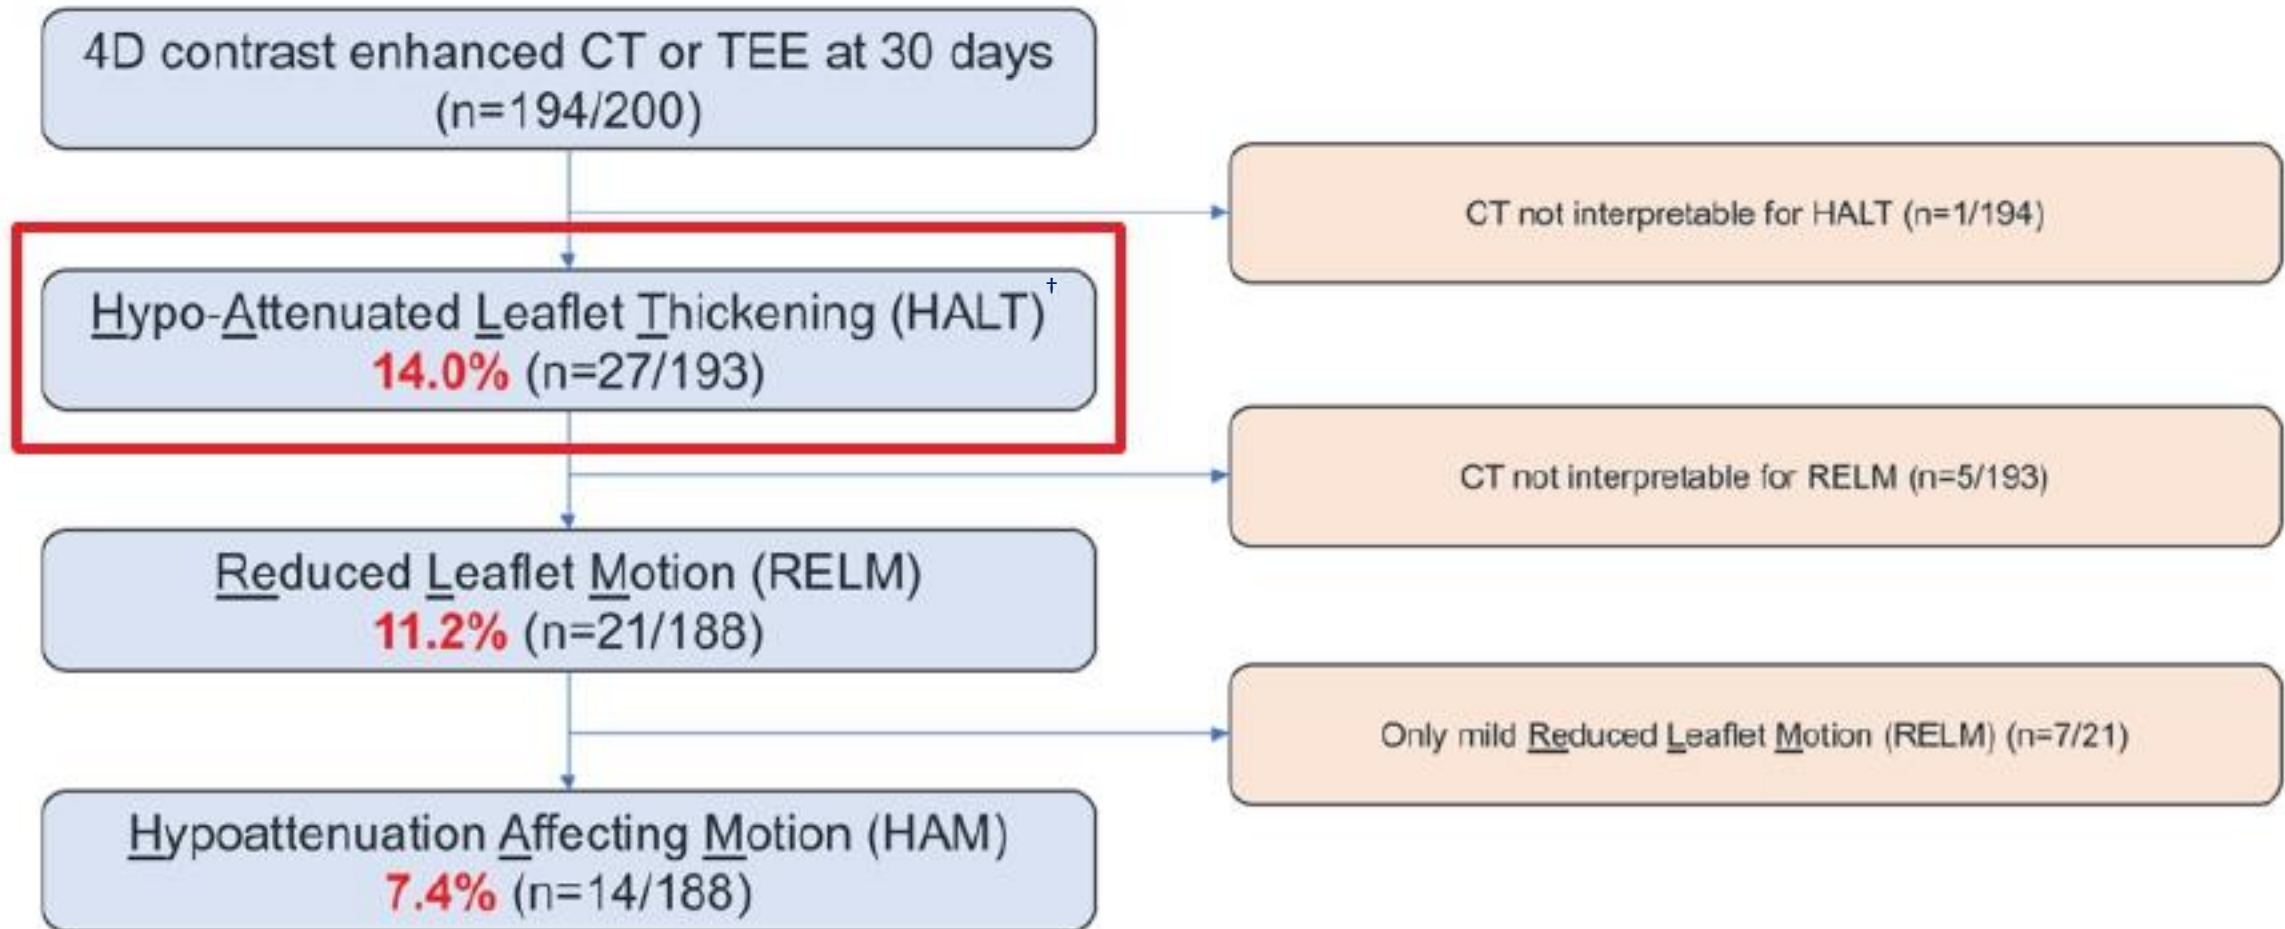 4D contrast enhanced CT or TEE at 30 days
(n=194/200)
CT not interpretable for HALT (n=1/194)
Hypo-Attenuated Leaflet Thickening (HALT)†
14.0% (n=27/193)
CT not interpretable for RELM (n=5/193)
Reduced Leaflet Motion (RELM)
11.2% (n=21/188)
Only mild Reduced Leaflet Motion (RELM) (n=7/21)
Hypoattenuation Affecting Motion (HAM)
7.4% (n=14/188)